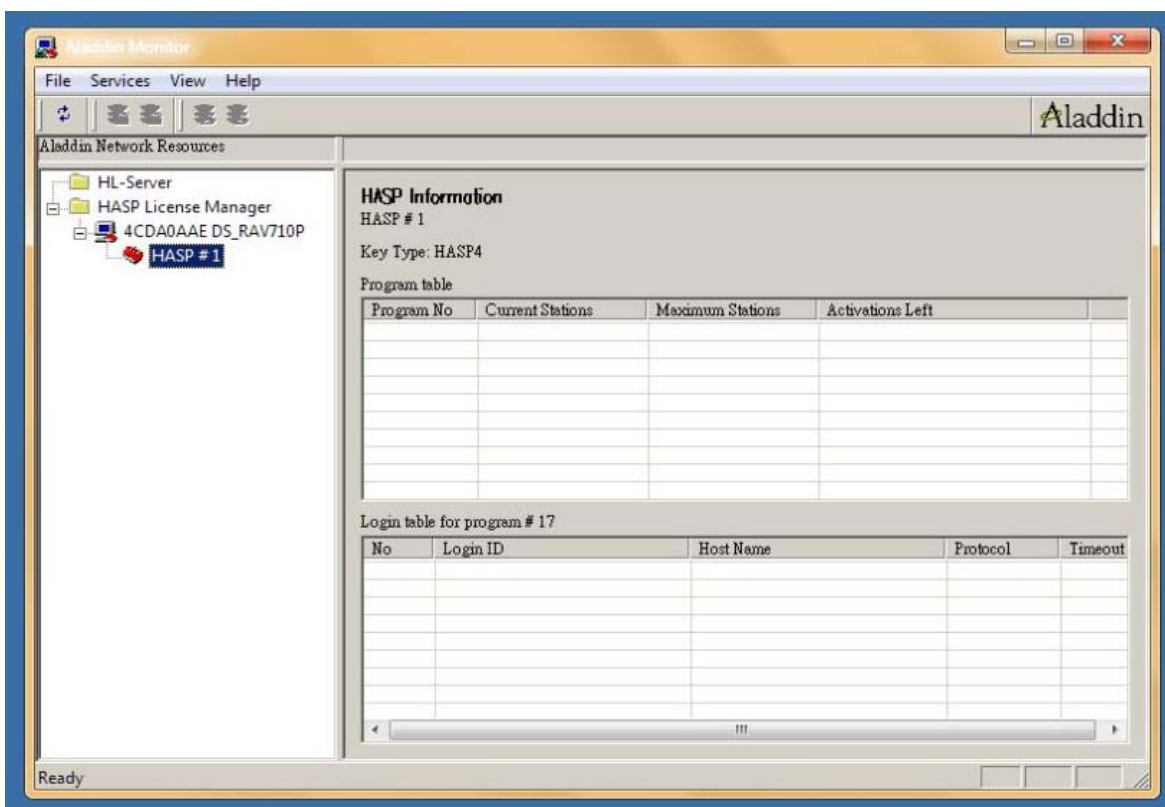 Aladdin Monitor
File Services View Help
Aladdin
Aladdin Network Resources
HL-Server
HASP License Manager
4CDA0AAE DS_RAV710P
HASP # 1
HASP Information
HASP # 1
Key Type: HASP4
Program table
Program No Current Stations Maximum Stations Activations Left
Login table for program # 17
No Login ID Host Name Protocol Timeout
Ready